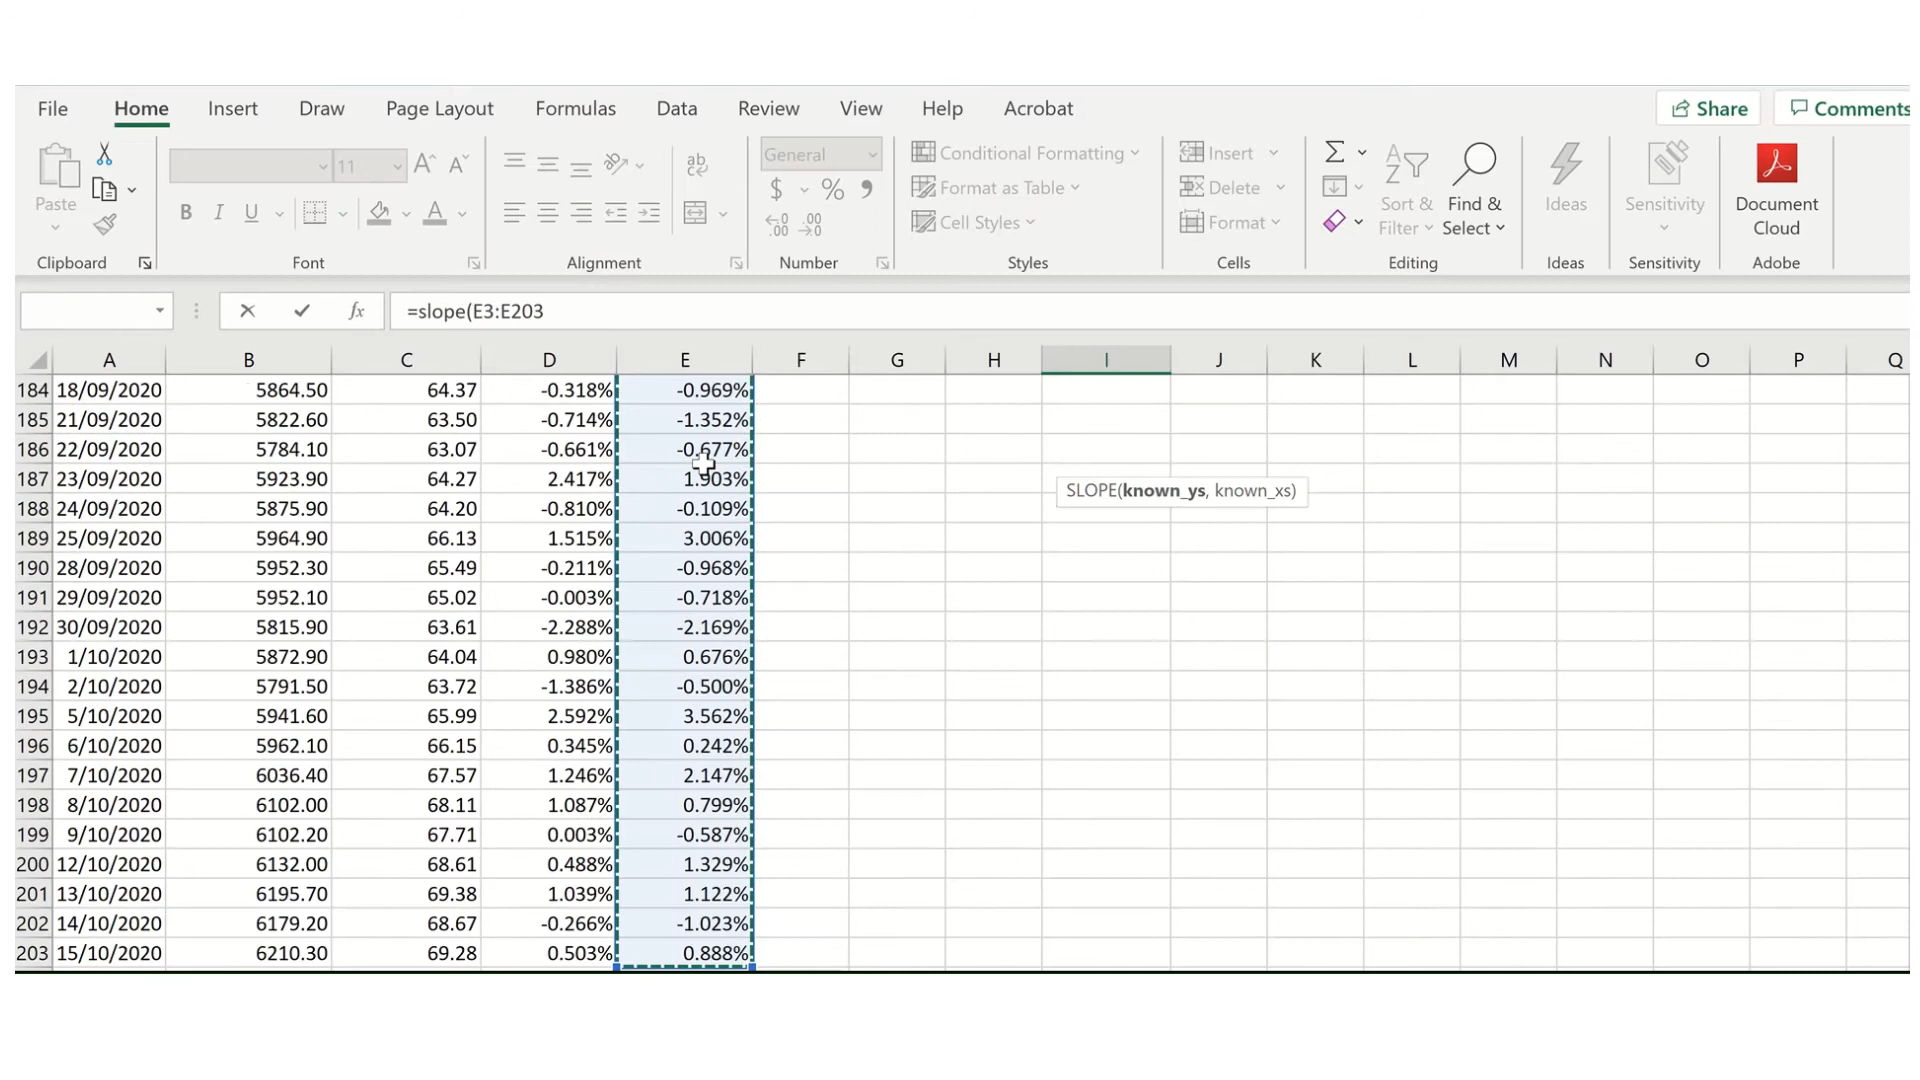 File Home Insert Draw Page Layout Formulas Data Review View Help Acrobat Share Comments
Paste 11 A A ab General Conditional Formatting Insert Σ A Z
B I U A $ % Format as Table Delete
.00 .00 Cell Styles Format
Sort & Filter Find & Select Ideas Sensitivity Document Cloud
Clipboard Font Alignment Number Styles Cells Editing Ideas Sensitivity Adobe
fx =slope(E3:E203
A B C D E F G H I J K L M N O P Q
184 18/09/2020 5864.50 64.37 -0.318% -0.969%
185 21/09/2020 5822.60 63.50 -0.714% -1.352%
186 22/09/2020 5784.10 63.07 -0.661% -0.677%
187 23/09/2020 5923.90 64.27 2.417% 1.903%
SLOPE(known_ys, known_xs)
188 24/09/2020 5875.90 64.20 -0.810% -0.109%
189 25/09/2020 5964.90 66.13 1.515% 3.006%
190 28/09/2020 5952.30 65.49 -0.211% -0.968%
191 29/09/2020 5952.10 65.02 -0.003% -0.718%
192 30/09/2020 5815.90 63.61 -2.288% -2.169%
193 1/10/2020 5872.90 64.04 0.980% 0.676%
194 2/10/2020 5791.50 63.72 -1.386% -0.500%
195 5/10/2020 5941.60 65.99 2.592% 3.562%
196 6/10/2020 5962.10 66.15 0.345% 0.242%
197 7/10/2020 6036.40 67.57 1.246% 2.147%
198 8/10/2020 6102.00 68.11 1.087% 0.799%
199 9/10/2020 6102.20 67.71 0.003% -0.587%
200 12/10/2020 6132.00 68.61 0.488% 1.329%
201 13/10/2020 6195.70 69.38 1.039% 1.122%
202 14/10/2020 6179.20 68.67 -0.266% -1.023%
203 15/10/2020 6210.30 69.28 0.503% 0.888%